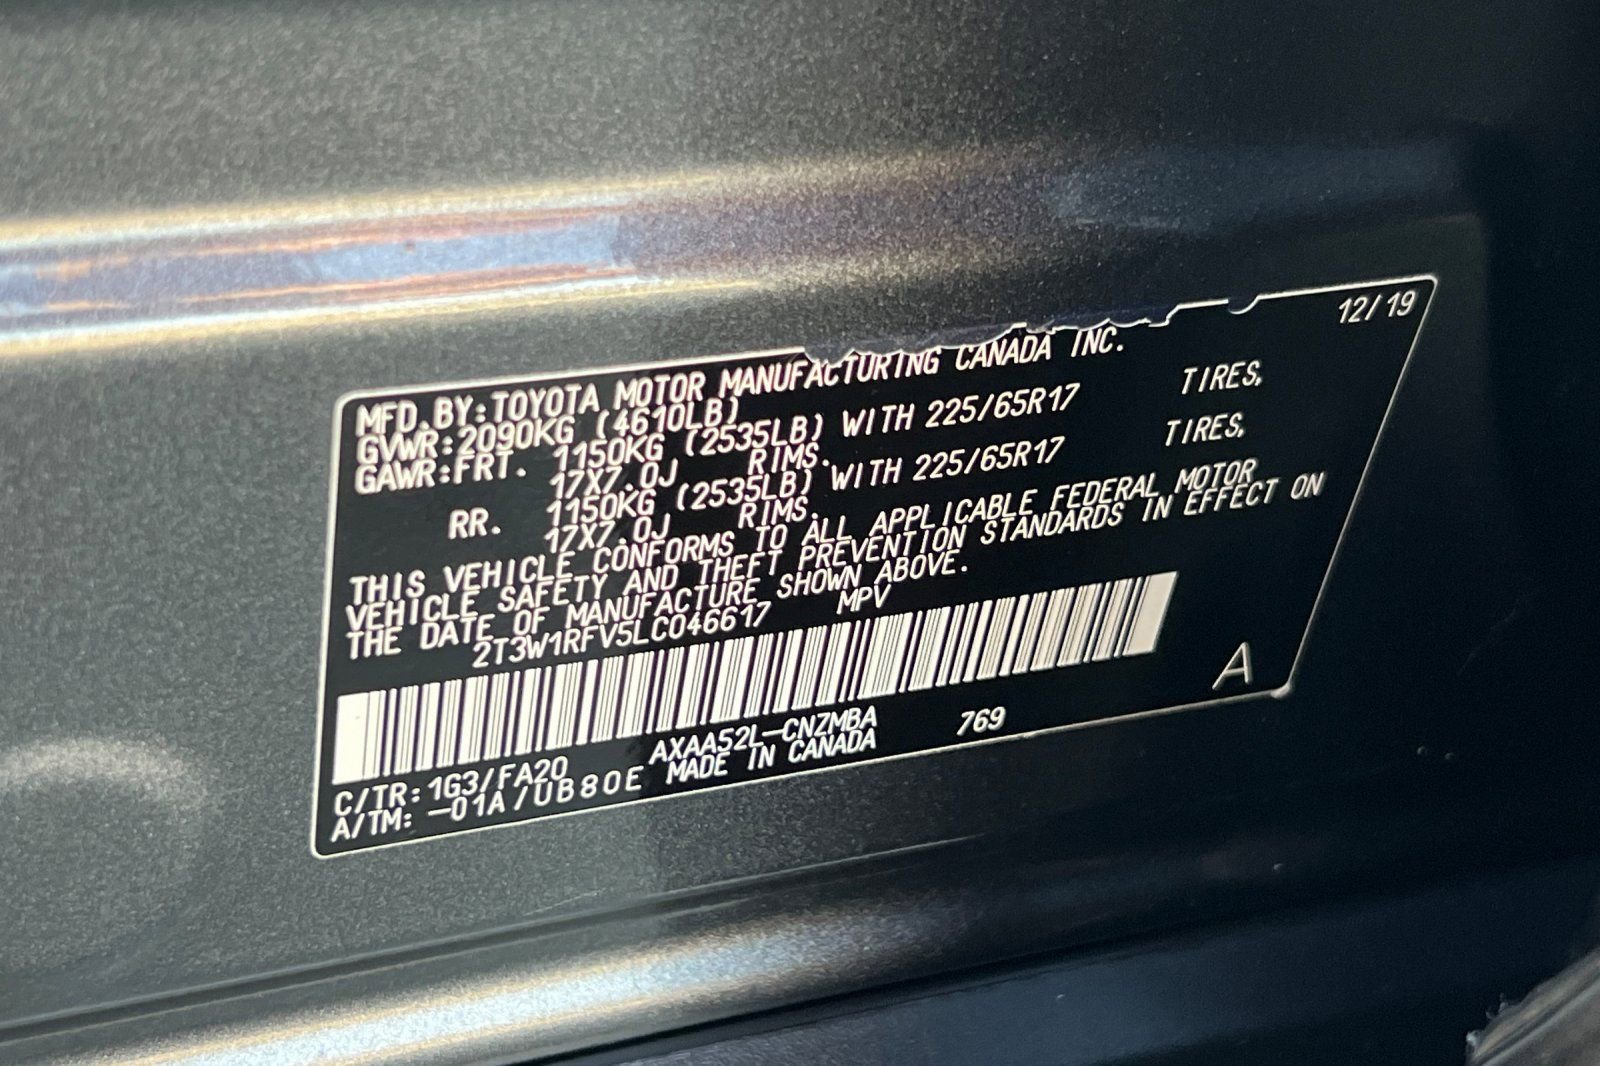 12/19
MFD.BY:TOYOTA MOTOR MANUFACTURING CANADA INC.
GVWR:2090KG (4610LB)
GAWR:FRT. 1150KG (2535LB) WITH 225/65R17 TIRES,
17X7.0J RIMS.
RR. 1150KG (2535LB) WITH 225/65R17 TIRES,
17X7.0J RIMS.
THIS VEHICLE CONFORMS TO ALL APPLICABLE FEDERAL MOTOR
VEHICLE SAFETY AND THEFT PREVENTION STANDARDS IN EFFECT ON
THE DATE OF MANUFACTURE SHOWN ABOVE.
2T3W1RFV5LC046617 MPV
A
C/TR:1G3/FA20 AXAA52L-CNZMBA 769
A/TM: -01A/UB80E MADE IN CANADA